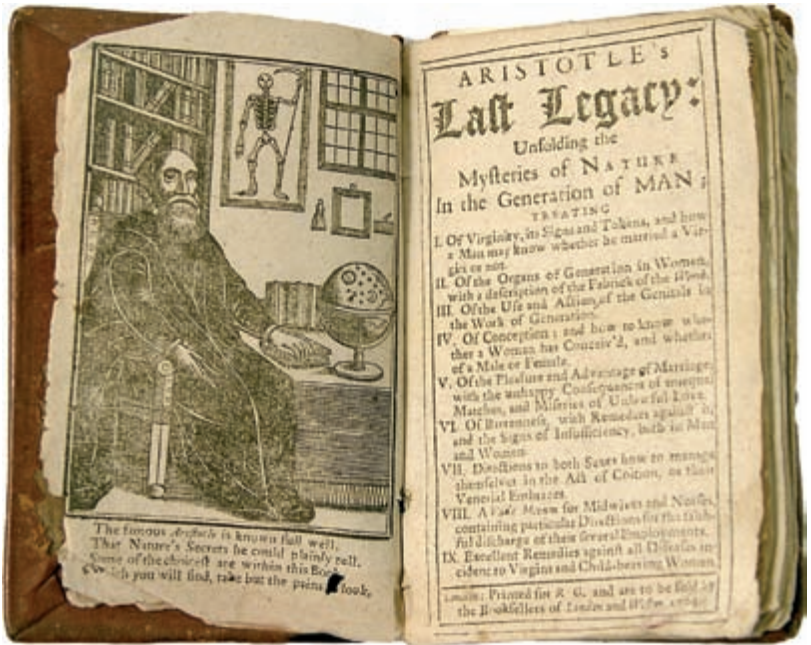 The famous Aristotle is known full well,
That Nature's Secrets he could plainly tell.
Some of the choicest are within this Book,
you will find, take but the pains look,
ARISTOTLE's
Laſt Legacy:
Unfolding the
Myſteries of NATURE
In the Generation of MAN;
TREATING
I. Of Virginity, its Signs and Tokens, and how
a Man may know whether he married a Vir-
gin or not.
II. Of the Organs of Generation in Women,
with a deſcription of the Fabrick of the Womb.
III. Of the Uſe and Action of the Genitals in
the Work of Generation.
IV. Of Conception; and how to know whe-
ther a Woman has Conceiv'd, and whether
of a Male or Female.
V. Of the Pleaſure and Advantage of Marriage;
with the unhappy Conſequences of unequal
Matches, and Miſeries of Unlawful Love.
VI. Of Barrenneſs, with Remedies againſt it;
and the Signs of Inſufficiency, both in Men
and Women.
VII. Directions to both Sexes how to manage
themſelves in the Act of Coition, or their
Venerial Embraces.
VIII. A Vade Mecum for Midwives and Nurſes,
containing particular Directions for the faith-
ful diſcharge of their ſeveral Employments.
IX. Excellent Remedies againſt all Diſeaſes in-
cident to Virgins and Child-bearing Women
London: Printed for R. G. and are to be ſold by
the Bookſellers of London and